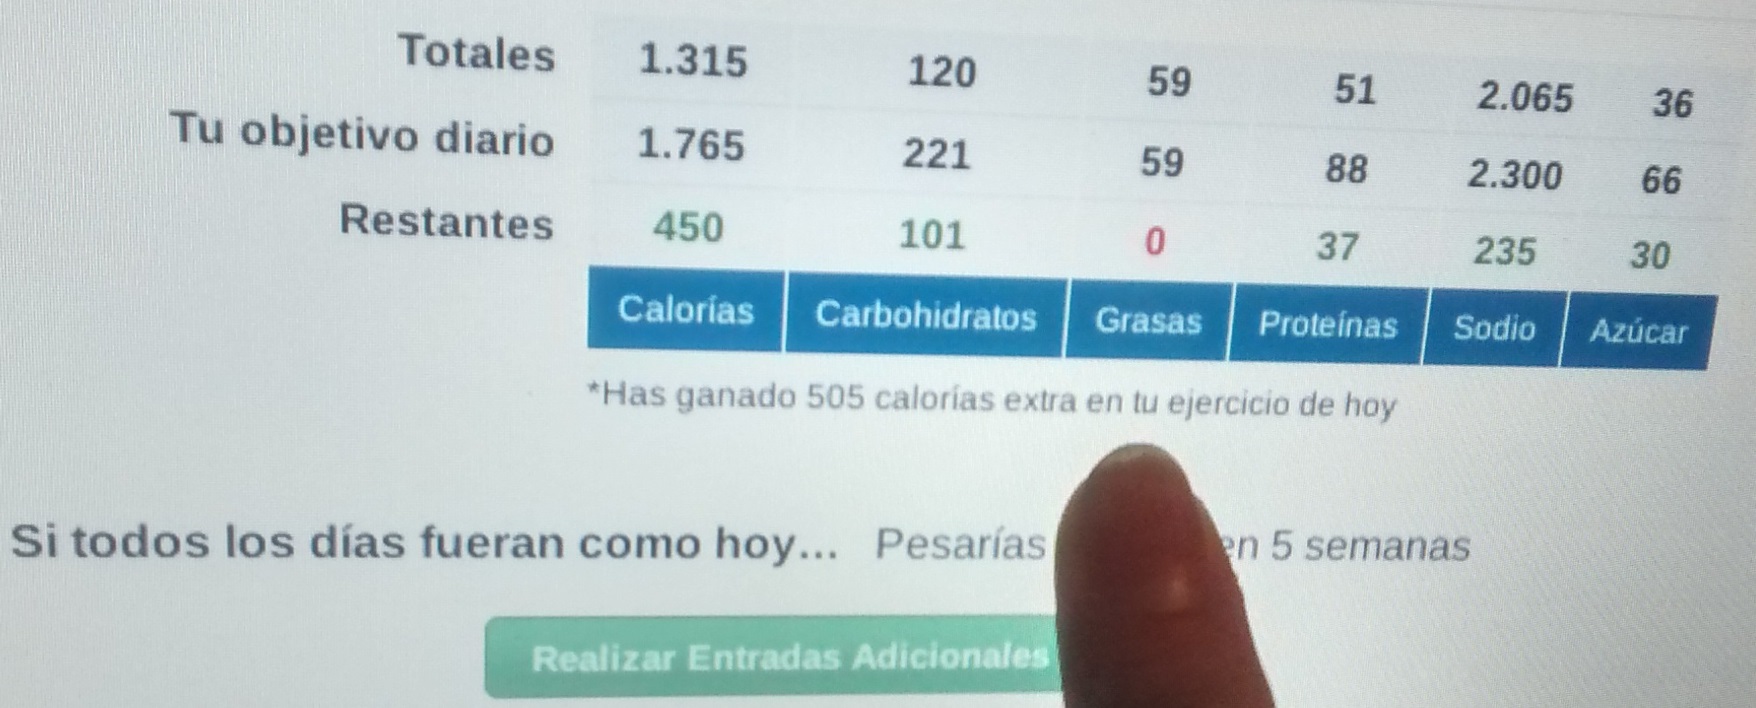 Totales 1.315 120 59 51 2.065 36
Tu objetivo diario 1.765 221 59 88 2.300 66
Restantes 450 101 0 37 235 30
Calorías Carbohidratos Grasas Proteínas Sodio Azúcar
*Has ganado 505 calorías extra en tu ejercicio de hoy
Si todos los días fueran como hoy... Pesarías en 5 semanas
Realizar Entradas Adicionales